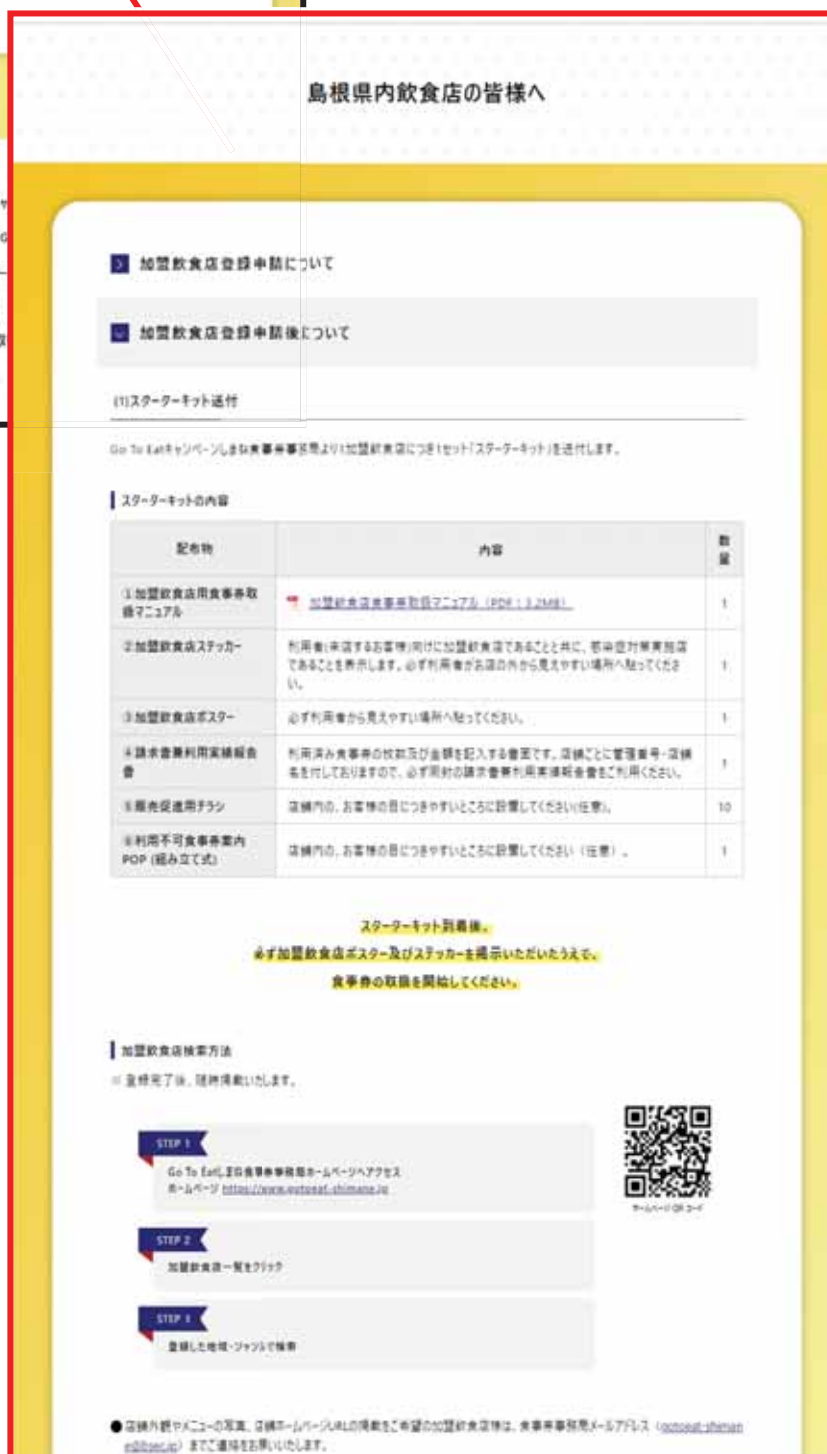 島根県内飲食店の皆様へ
加盟飲食店登録申請について
加盟飲食店登録申請後について
(1)スターターキット送付
Go To Eatキャンペーンしまね食事券事務局より1加盟飲食店につき1セット「スターターキット」を送付します。
スターターキットの内容
配布物
内容
数量
①加盟飲食店用食事券取扱マニュアル
加盟飲食店食事券取扱マニュアル（PDF：3.2MB）
1
②加盟飲食店ステッカー
利用者(来店するお客様)向けに加盟飲食店であることと共に、感染症対策実施店
であることを表示します。必ず利用者がお店の外から見えやすい場所へ貼ってくださ
い。
1
③加盟飲食店ポスター
必ず利用者から見えやすい場所へ貼ってください。
1
④請求書兼利用実績報告書
利用済み食事券の枚数及び金額を記入する書面です。店舗ごとに管理番号・店舗
名を付しておりますので、必ず同封の請求書兼利用実績報告書をご利用ください。
1
⑤販売促進用チラシ
店舗内の、お客様の目につきやすいところに設置してください(任意)。
10
⑥利用不可食事券案内
POP (組み立て式)
店舗内の、お客様の目につきやすいところに設置してください（任意）。
1
スターターキット到着後、
必ず加盟飲食店ポスター及びステッカーを掲示いただいたうえで、
食事券の取扱を開始してください。
加盟飲食店検索方法
※ 登録完了後、随時掲載いたします。
STEP 1
Go To Eatしまね食事券事務局ホームページへアクセス
ホームページ https://www.gotoeat-shimane.jp
ホームページ QR コード
STEP 2
加盟飲食店一覧をクリック
STEP 3
登録した地域・ジャンルで検索
●店舗外観やメニューの写真、店舗ホームページURLの掲載をご希望の加盟飲食店様は、食事券事務局メールアドレス（gotoeat-shiman
e@bsec.jp）までご連絡をお願いいたします。